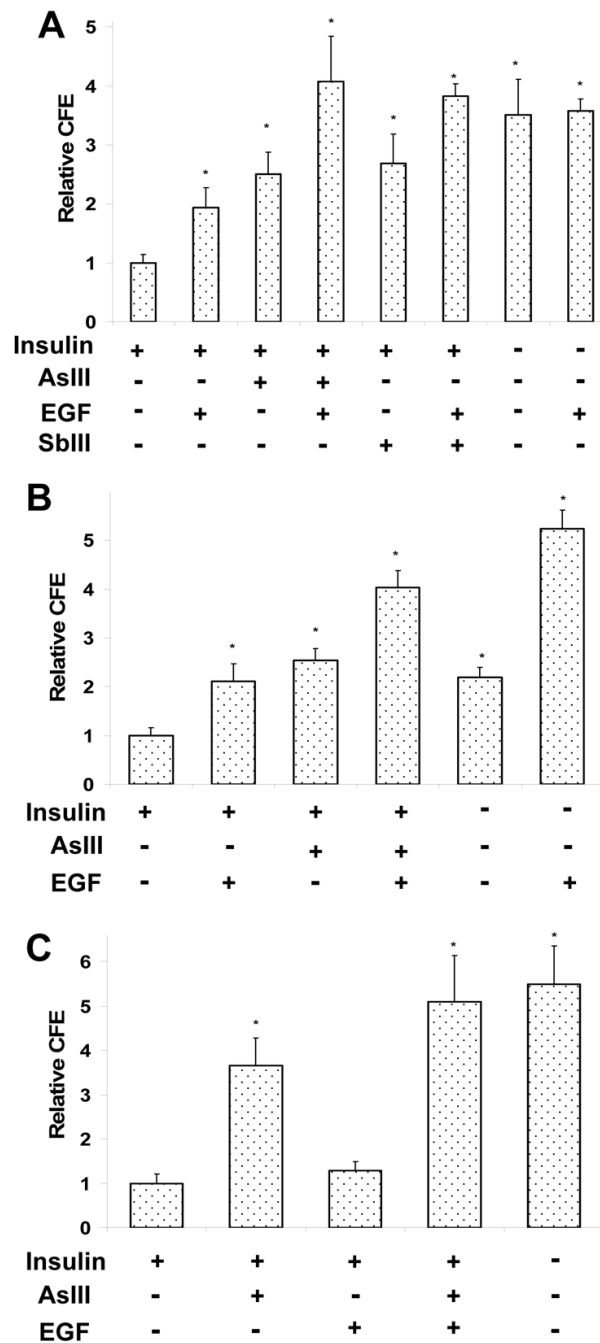 A
Relative CFE
5
4
3
2
1
0
* * * * * * *
Insulin + + + + + + - -
AsIII - - + + - - - -
EGF - + - + - + - +
SbIII - - - - + + - -
B
Relative CFE
5
4
3
2
1
0
* * * * *
Insulin + + + + - -
AsIII - - + + - -
EGF - + - + - +
C
Relative CFE
6
5
4
3
2
1
0
* * *
Insulin + + + + -
AsIII - + - + -
EGF - - + + -